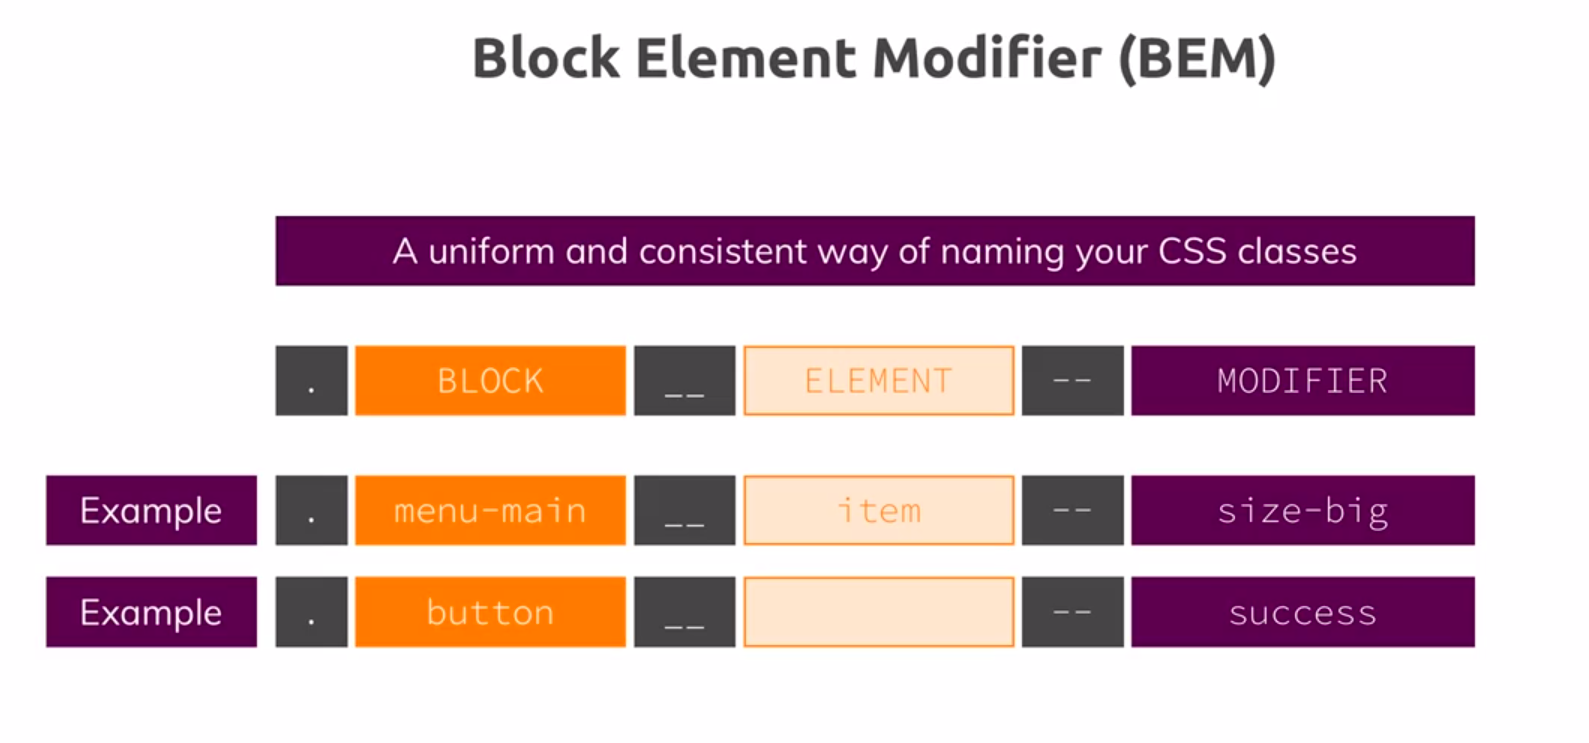 Block Element Modifier (BEM)
A uniform and consistent way of naming your CSS classes
. BLOCK __ ELEMENT -- MODIFIER
Example . menu-main __ item -- size-big
Example . button __ -- success